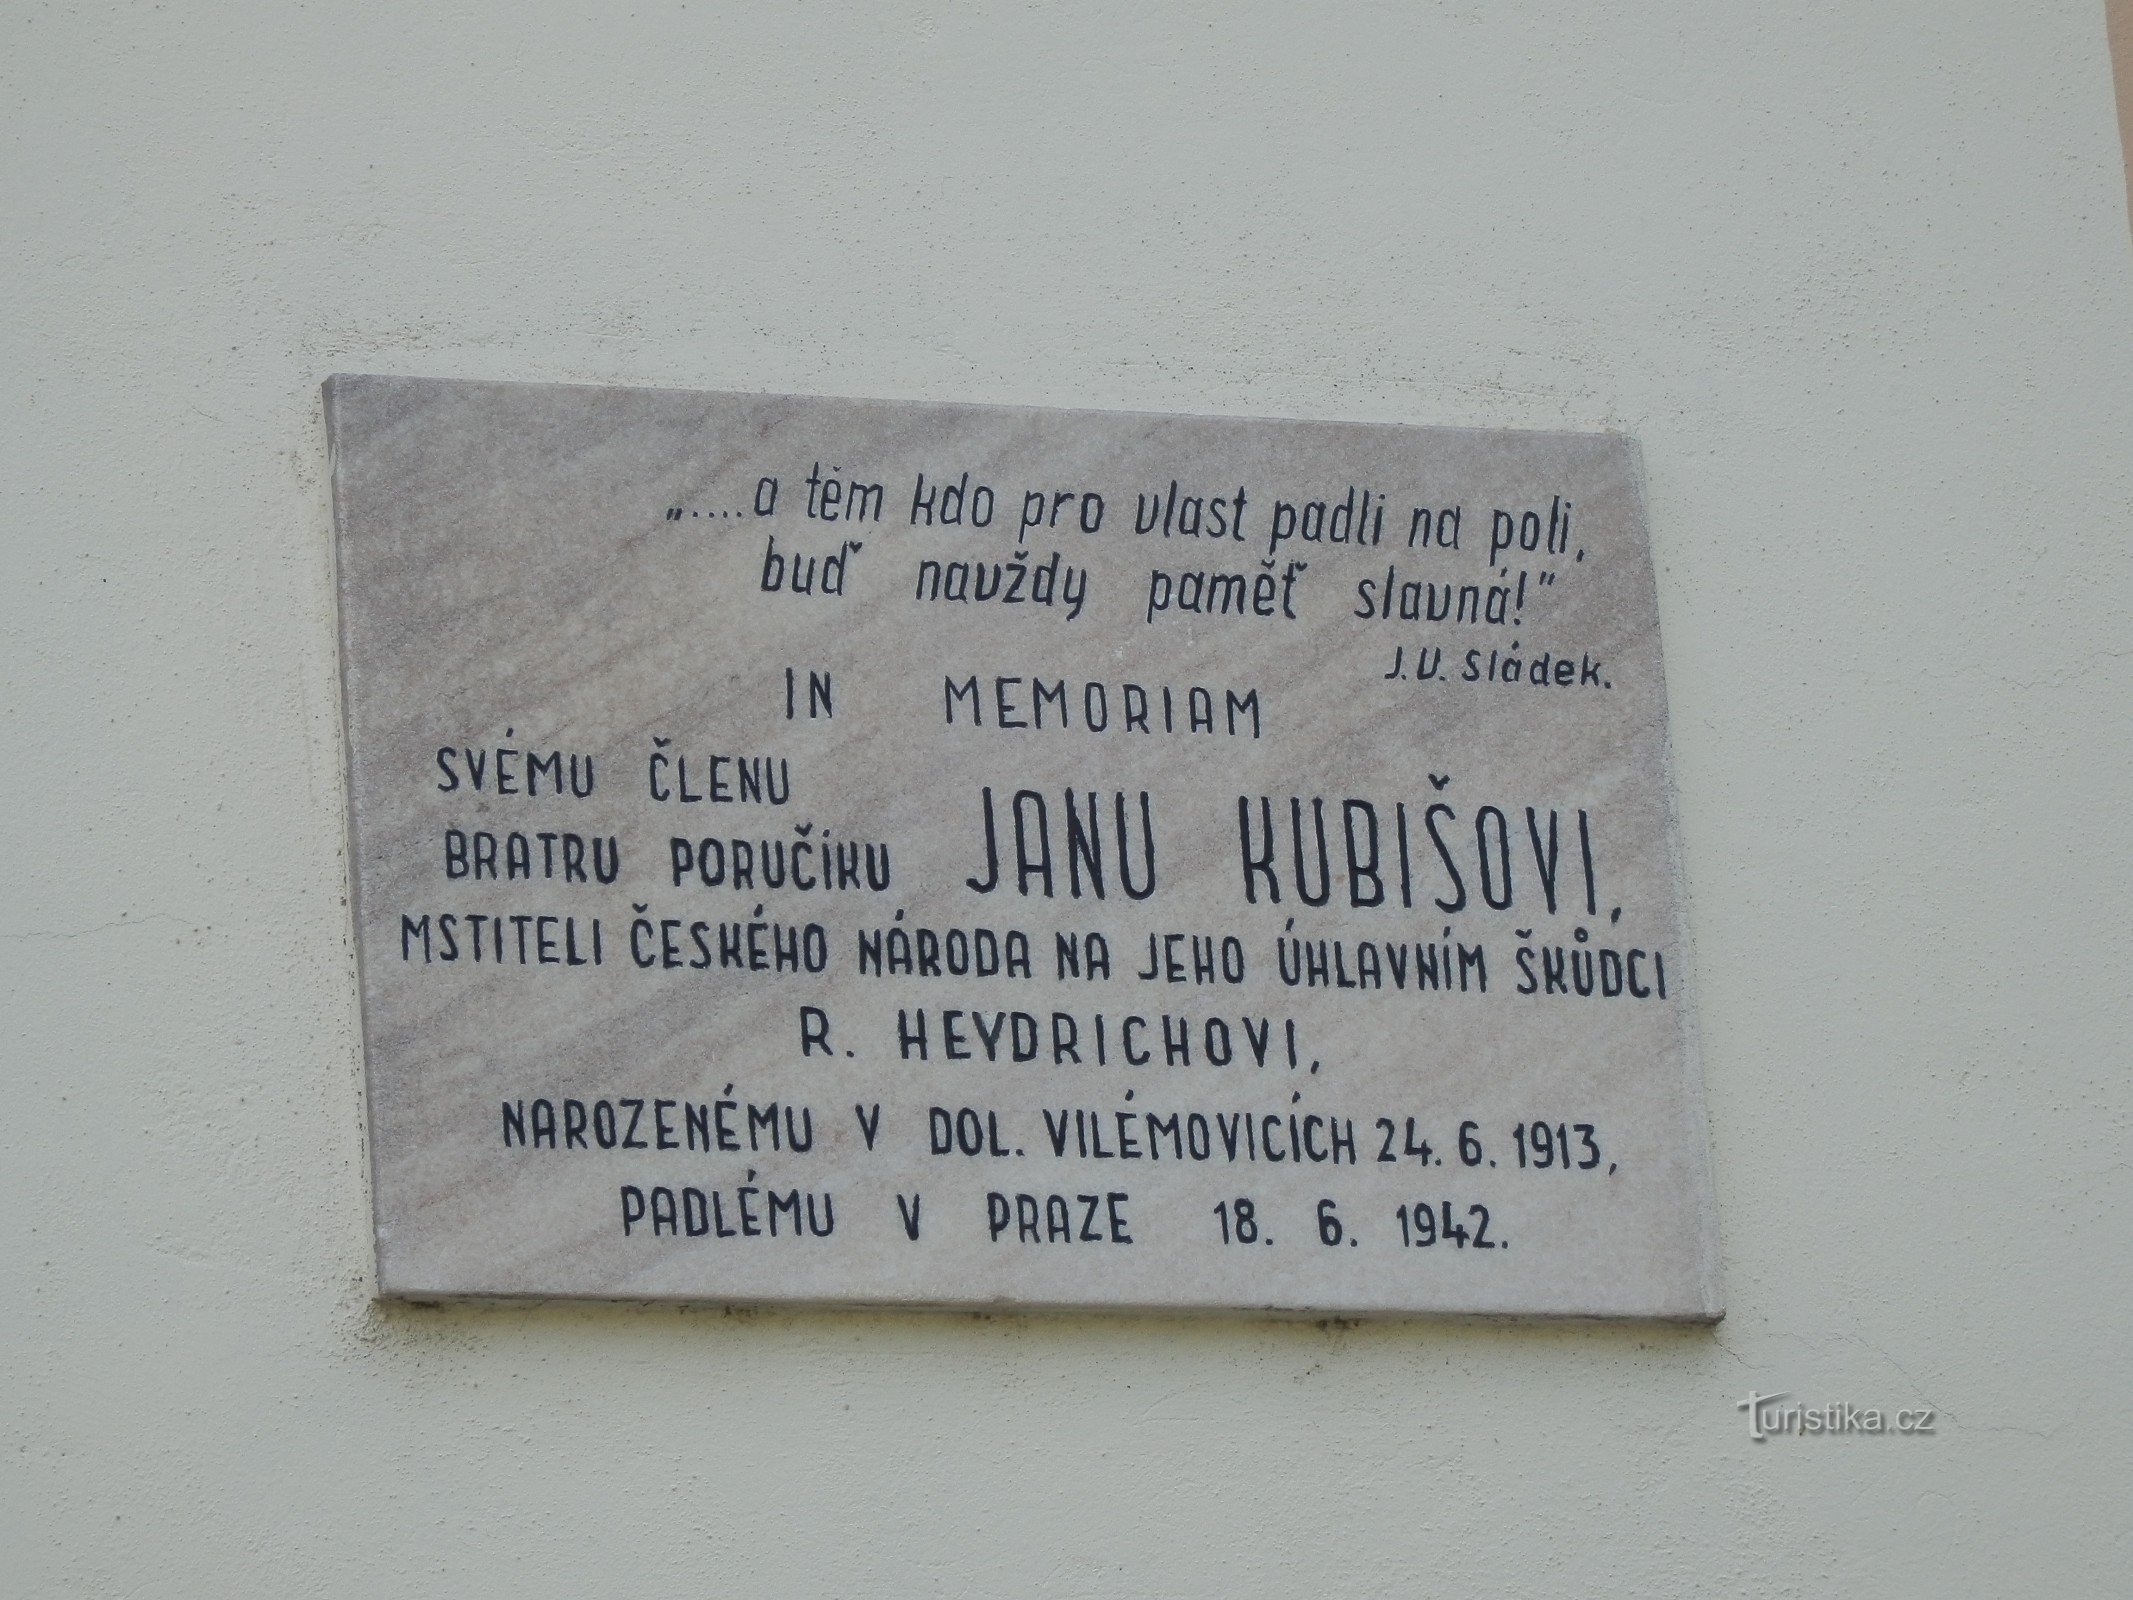 „....a těm kdo pro vlast padli na poli,
buď navždy paměť slavná!”
J.V. Sládek.
IN MEMORIAM
SVÉMU ČLENU
BRATRU PORUČÍKU JANU KUBIŠOVI,
MSTITELI ČESKÉHO NÁRODA NA JEHO ÚHLAVNÍM ŠKŮDCI
R. HEYDRICHOVI,
NAROZENÉMU V DOL. VILÉMOVICÍCH 24. 6. 1913,
PADLÉMU V PRAZE 18. 6. 1942.
Turistika.cz